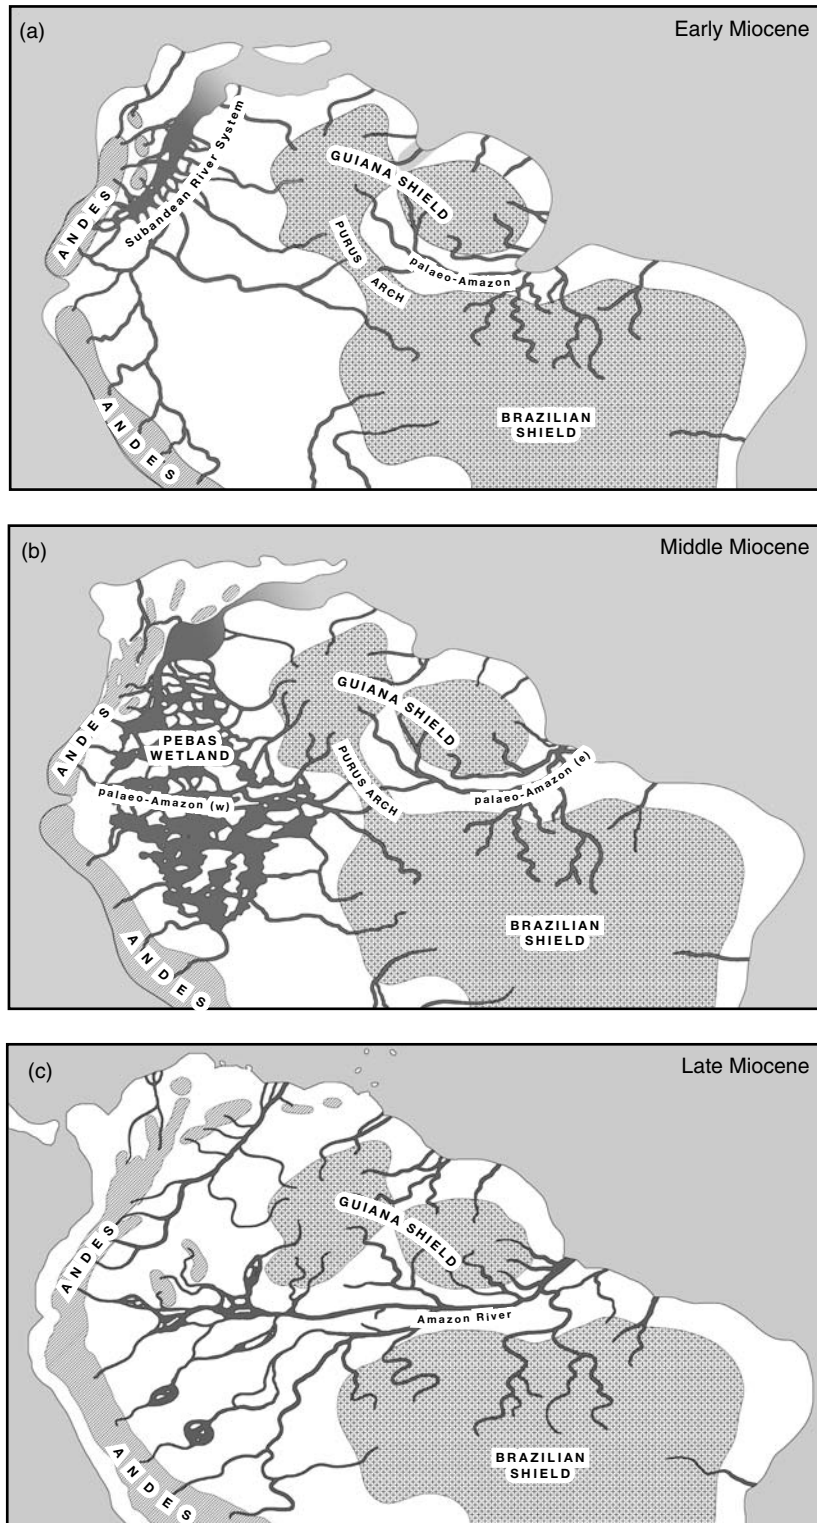 (a)
Early Miocene
ANDES
Subandean River System
GUIANA SHIELD
PURUS
ARCH
palaeo-Amazon
ANDES
BRAZILIAN
SHIELD
(b)
Middle Miocene
GUIANA SHIELD
ANDES
PEBAS
WETLAND
PURUS ARCH
palaeo-Amazon (w)
palaeo-Amazon (e)
BRAZILIAN
SHIELD
ANDES
(c)
Late Miocene
GUIANA SHIELD
ANDES
Amazon River
BRAZILIAN
SHIELD
ANDES